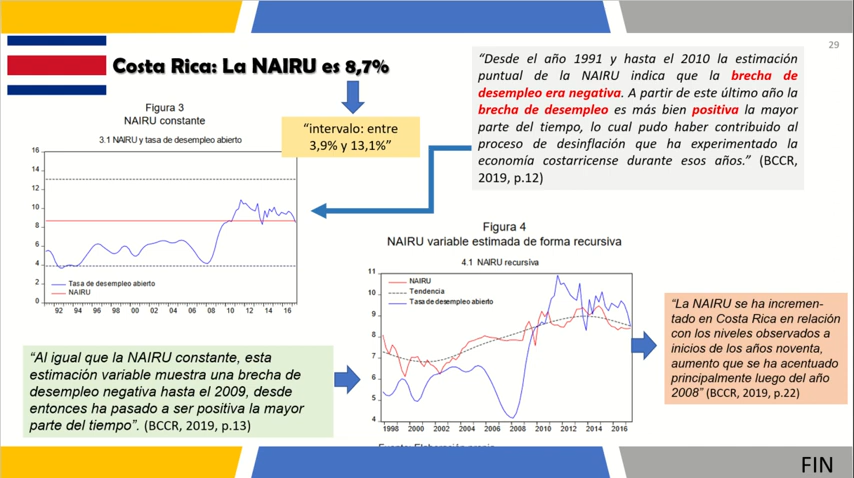 29
Costa Rica: La NAIRU es 8,7%
“Desde el año 1991 y hasta el 2010 la estimación
puntual de la NAIRU indica que la brecha de
desempleo era negativa. A partir de este último año la
brecha de desempleo es más bien positiva la mayor
parte del tiempo, lo cual pudo haber contribuido al
proceso de desinflación que ha experimentado la
economía costarricense durante esos años.” (BCCR,
2019, p.12)
“intervalo: entre
3,9% y 13,1%”
Figura 3
NAIRU constante
3.1 NAIRU y tasa de desempleo abierto
16
14
12
10
8
6
4
2
0
Tasa de desempleo abierto
NAIRU
92 94 96 98 00 02 04 06 08 10 12 14 16
Figura 4
NAIRU variable estimada de forma recursiva
4.1 NAIRU recursiva
11
10
9
8
7
6
5
4
NAIRU
Tendencia
Tasa de desempleo abierto
1998 2000 2002 2004 2006 2008 2010 2012 2014 2016
Fuente: Elaboración propia
“La NAIRU se ha incremen-
tado en Costa Rica en relación
con los niveles observados a
inicios de los años noventa,
aumento que se ha acentuado
principalmente luego del año
2008” (BCCR, 2019, p.22)
“Al igual que la NAIRU constante, esta
estimación variable muestra una brecha de
desempleo negativa hasta el 2009, desde
entonces ha pasado a ser positiva la mayor
parte del tiempo”. (BCCR, 2019, p.13)
FIN